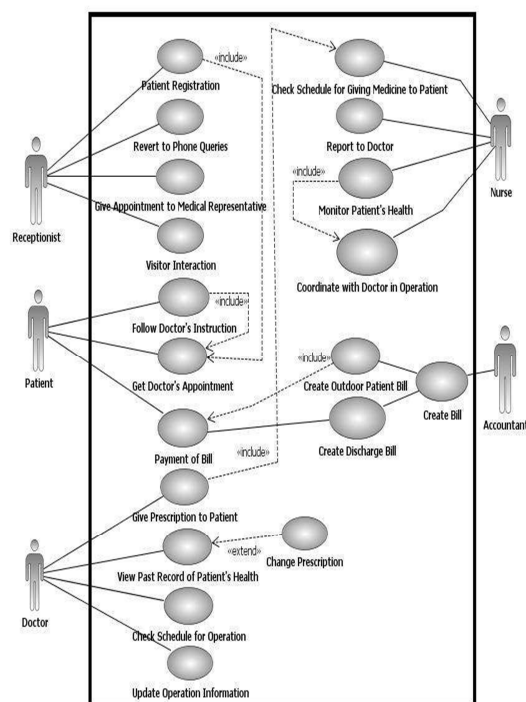 «include»
Patient Registration
Check Schedule for Giving Medicine to Patient
Revert to Phone Queries
Report to Doctor
Nurse
«include»
Give Appointment to Medical Representative
Monitor Patient's Health
Receptionist
Visitor Interaction
Coordinate with Doctor in Operation
«include»
Follow Doctor's Instruction
«include»
Patient
Get Doctor's Appointment
Create Outdoor Patient Bill
Create Bill
Accountant
Payment of Bill
«include»
Create Discharge Bill
Give Prescription to Patient
«extend»
Change Prescription
View Past Record of Patient's Health
Doctor
Check Schedule for Operation
Update Operation Information